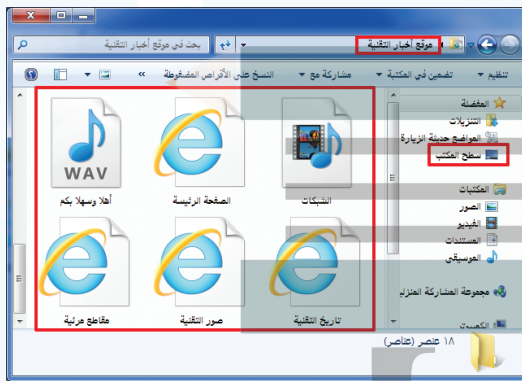 موقع أخبار التقنية
بحث في موقع أخبار التقنية
تنظيم
تضمين في المكتبة
مشاركة مع
النسخ على الأقراص المضغوطة
»
المفضلة
التنزيلات
المواضع حديثة الزيارة
سطح المكتب
المكتبات
الصور
الفيديو
المستندات
الموسيقى
مجموعة المشاركة المنزلي
الكمبيوتر
WAV
الشبكات
الصفحة الرئيسة
أهلا وسهلا بكم
تاريخ التقنية
صور التقنية
مقاطع مرئية
١٨ عنصر (عناصر)